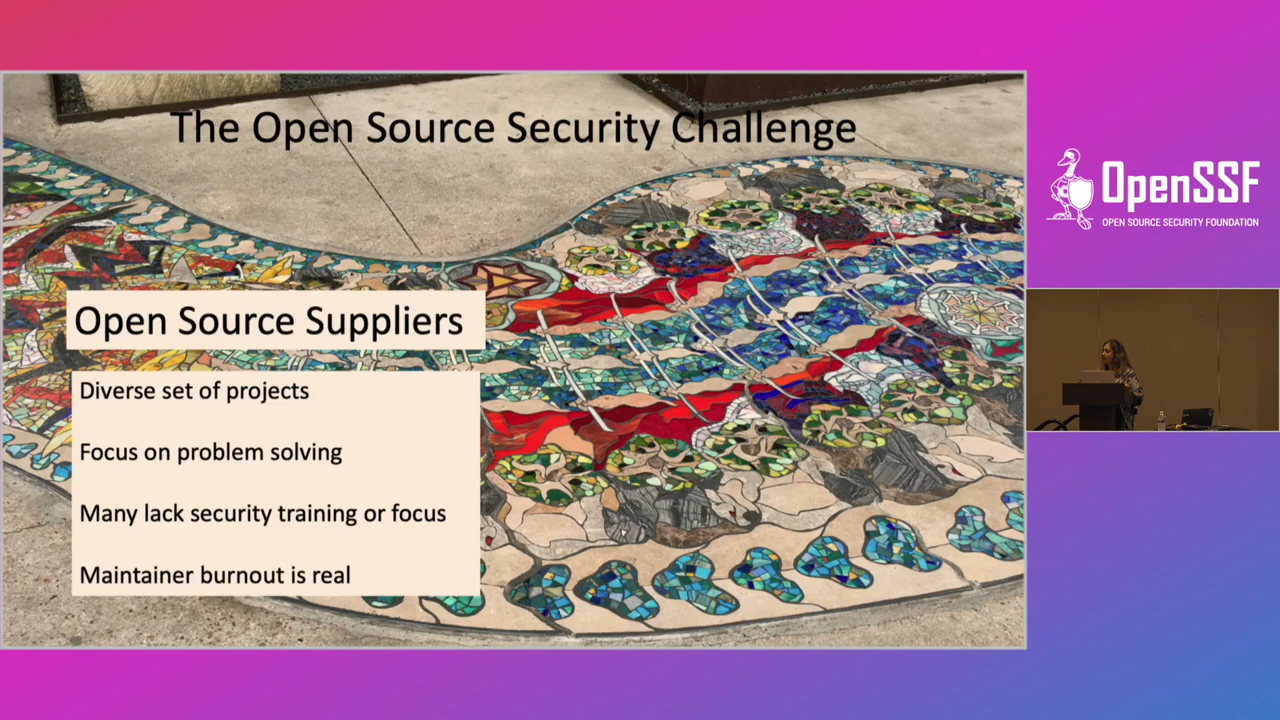 The Open Source Security Challenge
Open Source Suppliers
Diverse set of projects
Focus on problem solving
Many lack security training or focus
Maintainer burnout is real
OpenSSF
OPEN SOURCE SECURITY FOUNDATION